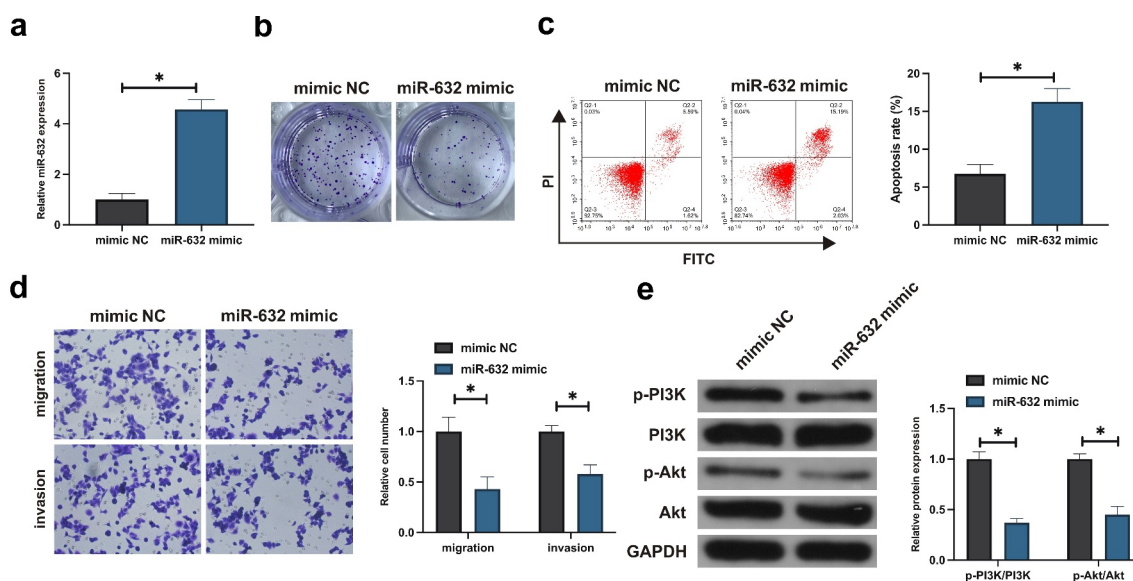 a
Relative miR-632 expression
6
4
2
0
*
mimic NC
miR-632 mimic
b
mimic NC
miR-632 mimic
c
mimic NC
miR-632 mimic
Q2-1
0.03%
Q2-2
5.59%
Q2-3
92.76%
Q2-4
1.62%
Q2-1
Q2-2
15.19%
Q2-3
82.74%
Q2-4
2.03%
PI
FITC
Apoptosis rate (%)
20
15
10
5
0
*
mimic NC
miR-632 mimic
d
mimic NC
miR-632 mimic
migration
invasion
mimic NC
miR-632 mimic
Relative cell number
1.5
1.0
0.5
0.0
*
*
migration
invasion
e
mimic NC
miR-632 mimic
p-PI3K
PI3K
p-Akt
Akt
GAPDH
mimic NC
miR-632 mimic
Relative protein expression
1.5
1.0
0.5
0.0
*
*
p-PI3K/PI3K
p-Akt/Akt